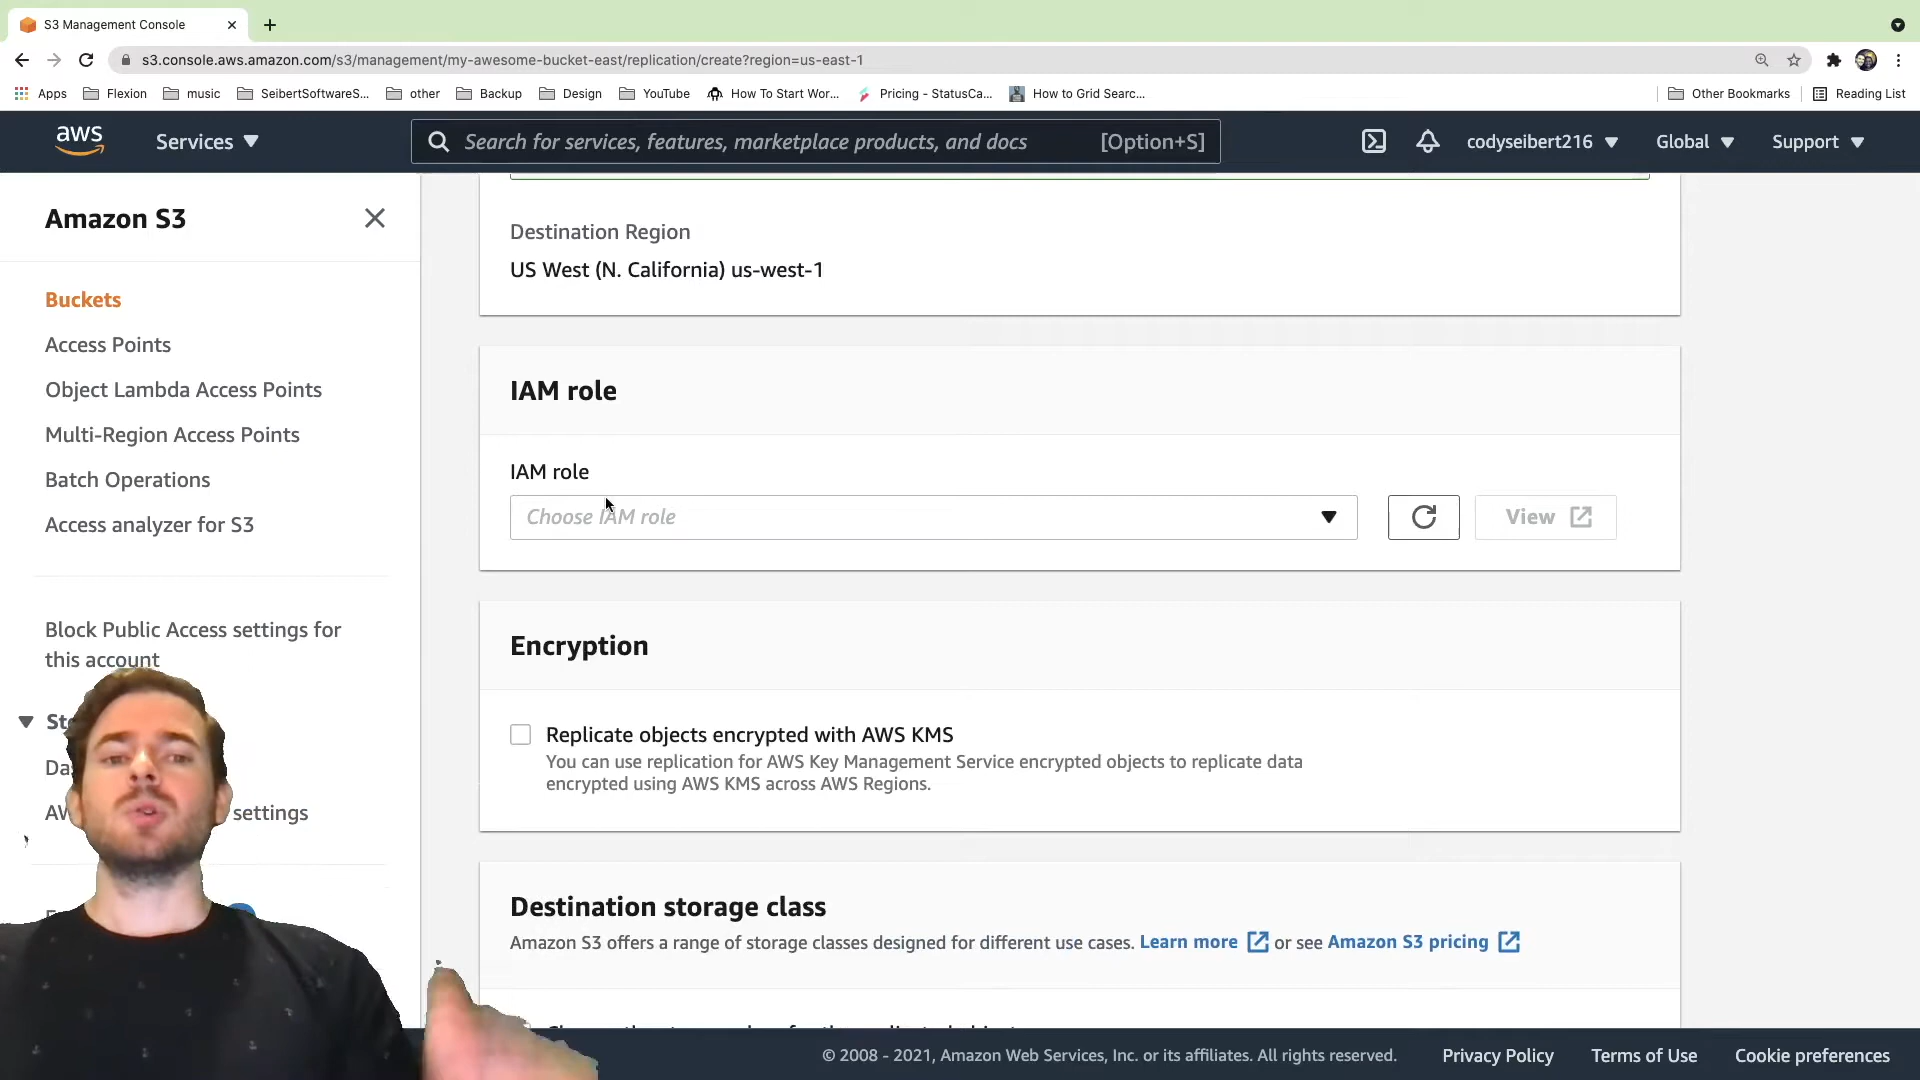 S3 Management Console
s3.console.aws.amazon.com/s3/management/my-awesome-bucket-east/replication/create?region=us-east-1
Apps Flexion music SeibertSoftwareS... other Backup Design YouTube How To Start Wor... Pricing - StatusCa... How to Grid Searc... Other Bookmarks Reading List
aws Services Search for services, features, marketplace products, and docs [Option+S] codyseibert216 Global Support
Amazon S3
Buckets
Access Points
Object Lambda Access Points
Multi-Region Access Points
Batch Operations
Access analyzer for S3
Block Public Access settings for
this account
settings
Destination Region
US West (N. California) us-west-1
IAM role
IAM role
Choose IAM role
View
Encryption
Replicate objects encrypted with AWS KMS
You can use replication for AWS Key Management Service encrypted objects to replicate data
encrypted using AWS KMS across AWS Regions.
Destination storage class
Amazon S3 offers a range of storage classes designed for different use cases. Learn more or see Amazon S3 pricing
© 2008 - 2021, Amazon Web Services, Inc. or its affiliates. All rights reserved. Privacy Policy Terms of Use Cookie preferences